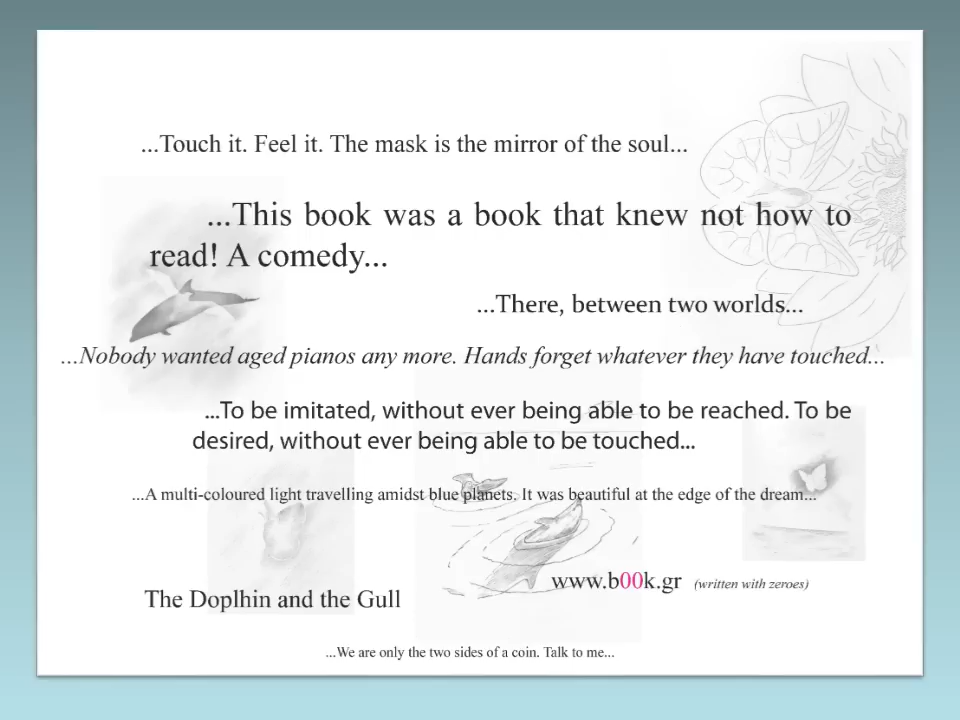 ...Touch it. Feel it. The mask is the mirror of the soul...
...This book was a book that knew not how to
read! A comedy...
...There, between two worlds...
...Nobody wanted aged pianos any more. Hands forget whatever they have touched...
...To be imitated, without ever being able to be reached. To be
desired, without ever being able to be touched...
...A multi-coloured light travelling amidst blue planets. It was beautiful at the edge of the dream...
www.b00k.gr (written with zeroes)
The Doplhin and the Gull
...We are only the two sides of a coin. Talk to me...